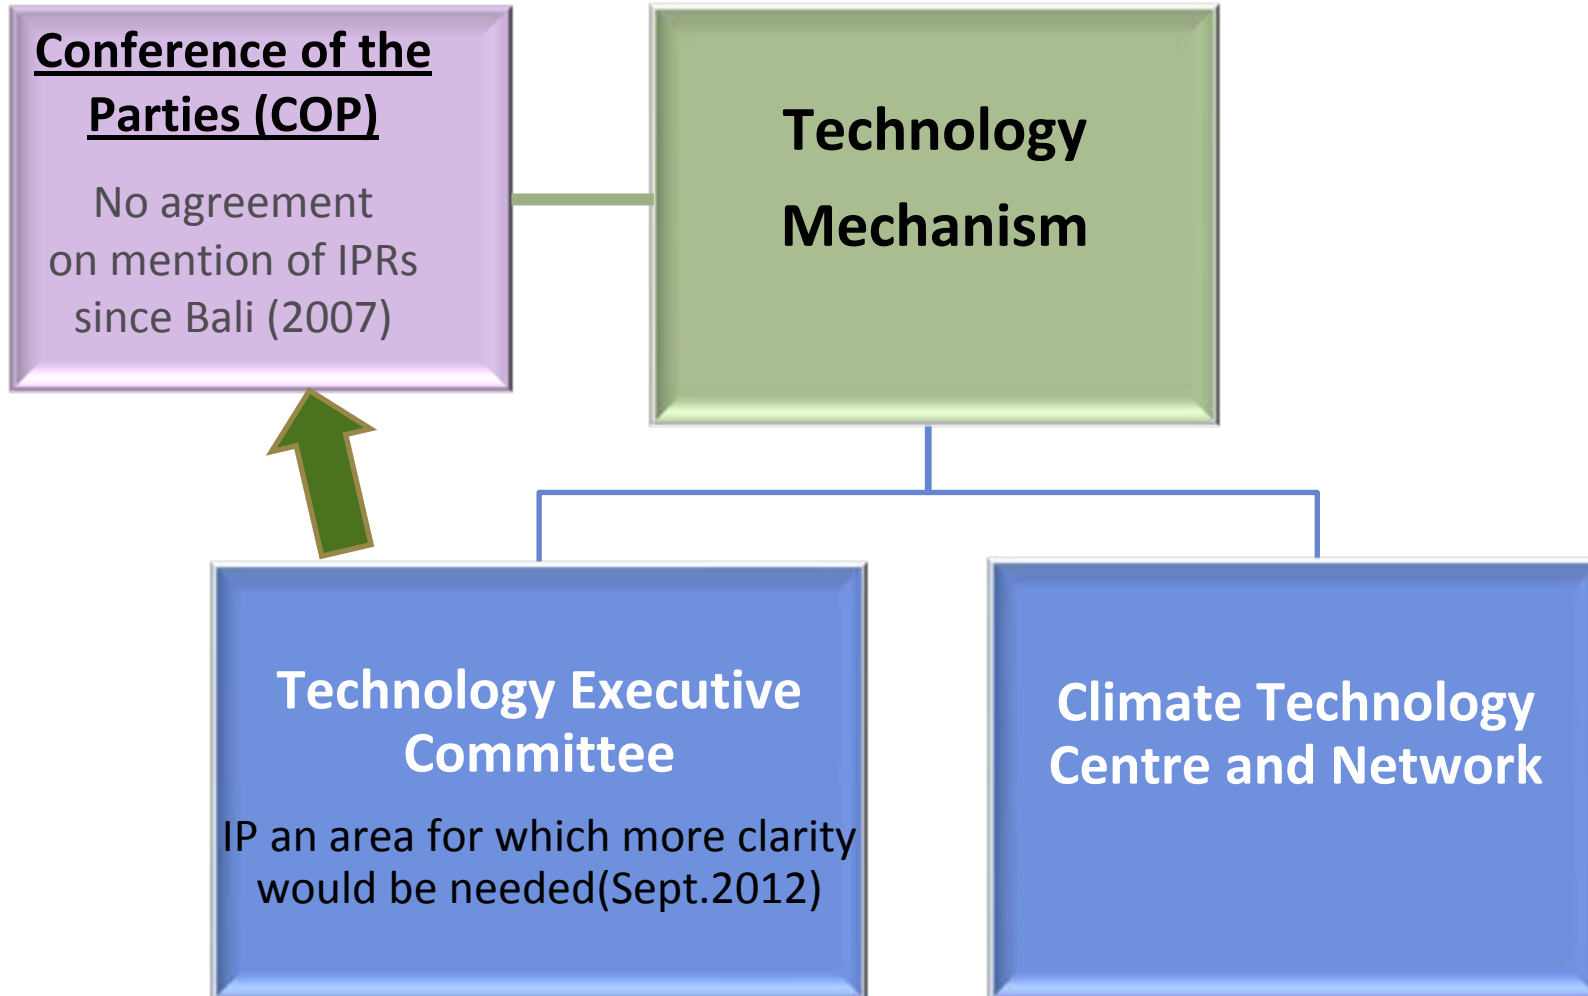 Conference of the
Parties (COP)
No agreement
on mention of IPRs
since Bali (2007)
Technology
Mechanism
Technology Executive
Committee
IP an area for which more clarity
would be needed(Sept.2012)
Climate Technology
Centre and Network